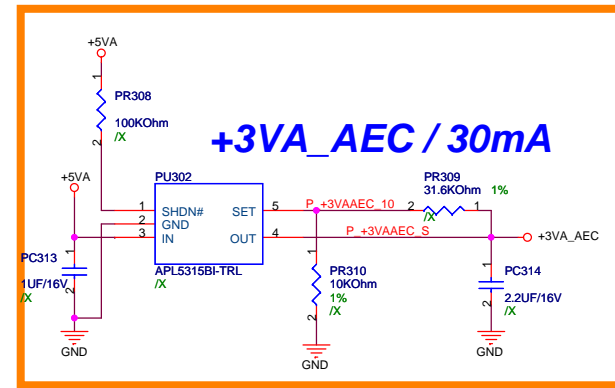 +5VA
1
PR308
100KOhm
/X
2
+3VA_AEC / 30mA
+5VA
PU302
PR309
31.6KOhm 1%
1 SHDN# SET 5 P_+3VAAEC_10 2 1
2 GND /X
3 IN OUT 4 P_+3VAAEC_S +3VA_AEC
PC313
1
1UF/16V
2
/X
APL5315BI-TRL
/X
1
PR310
10KOhm
1%
/X
2
1
PC314
2.2UF/16V
/X
2
GND
GND
GND